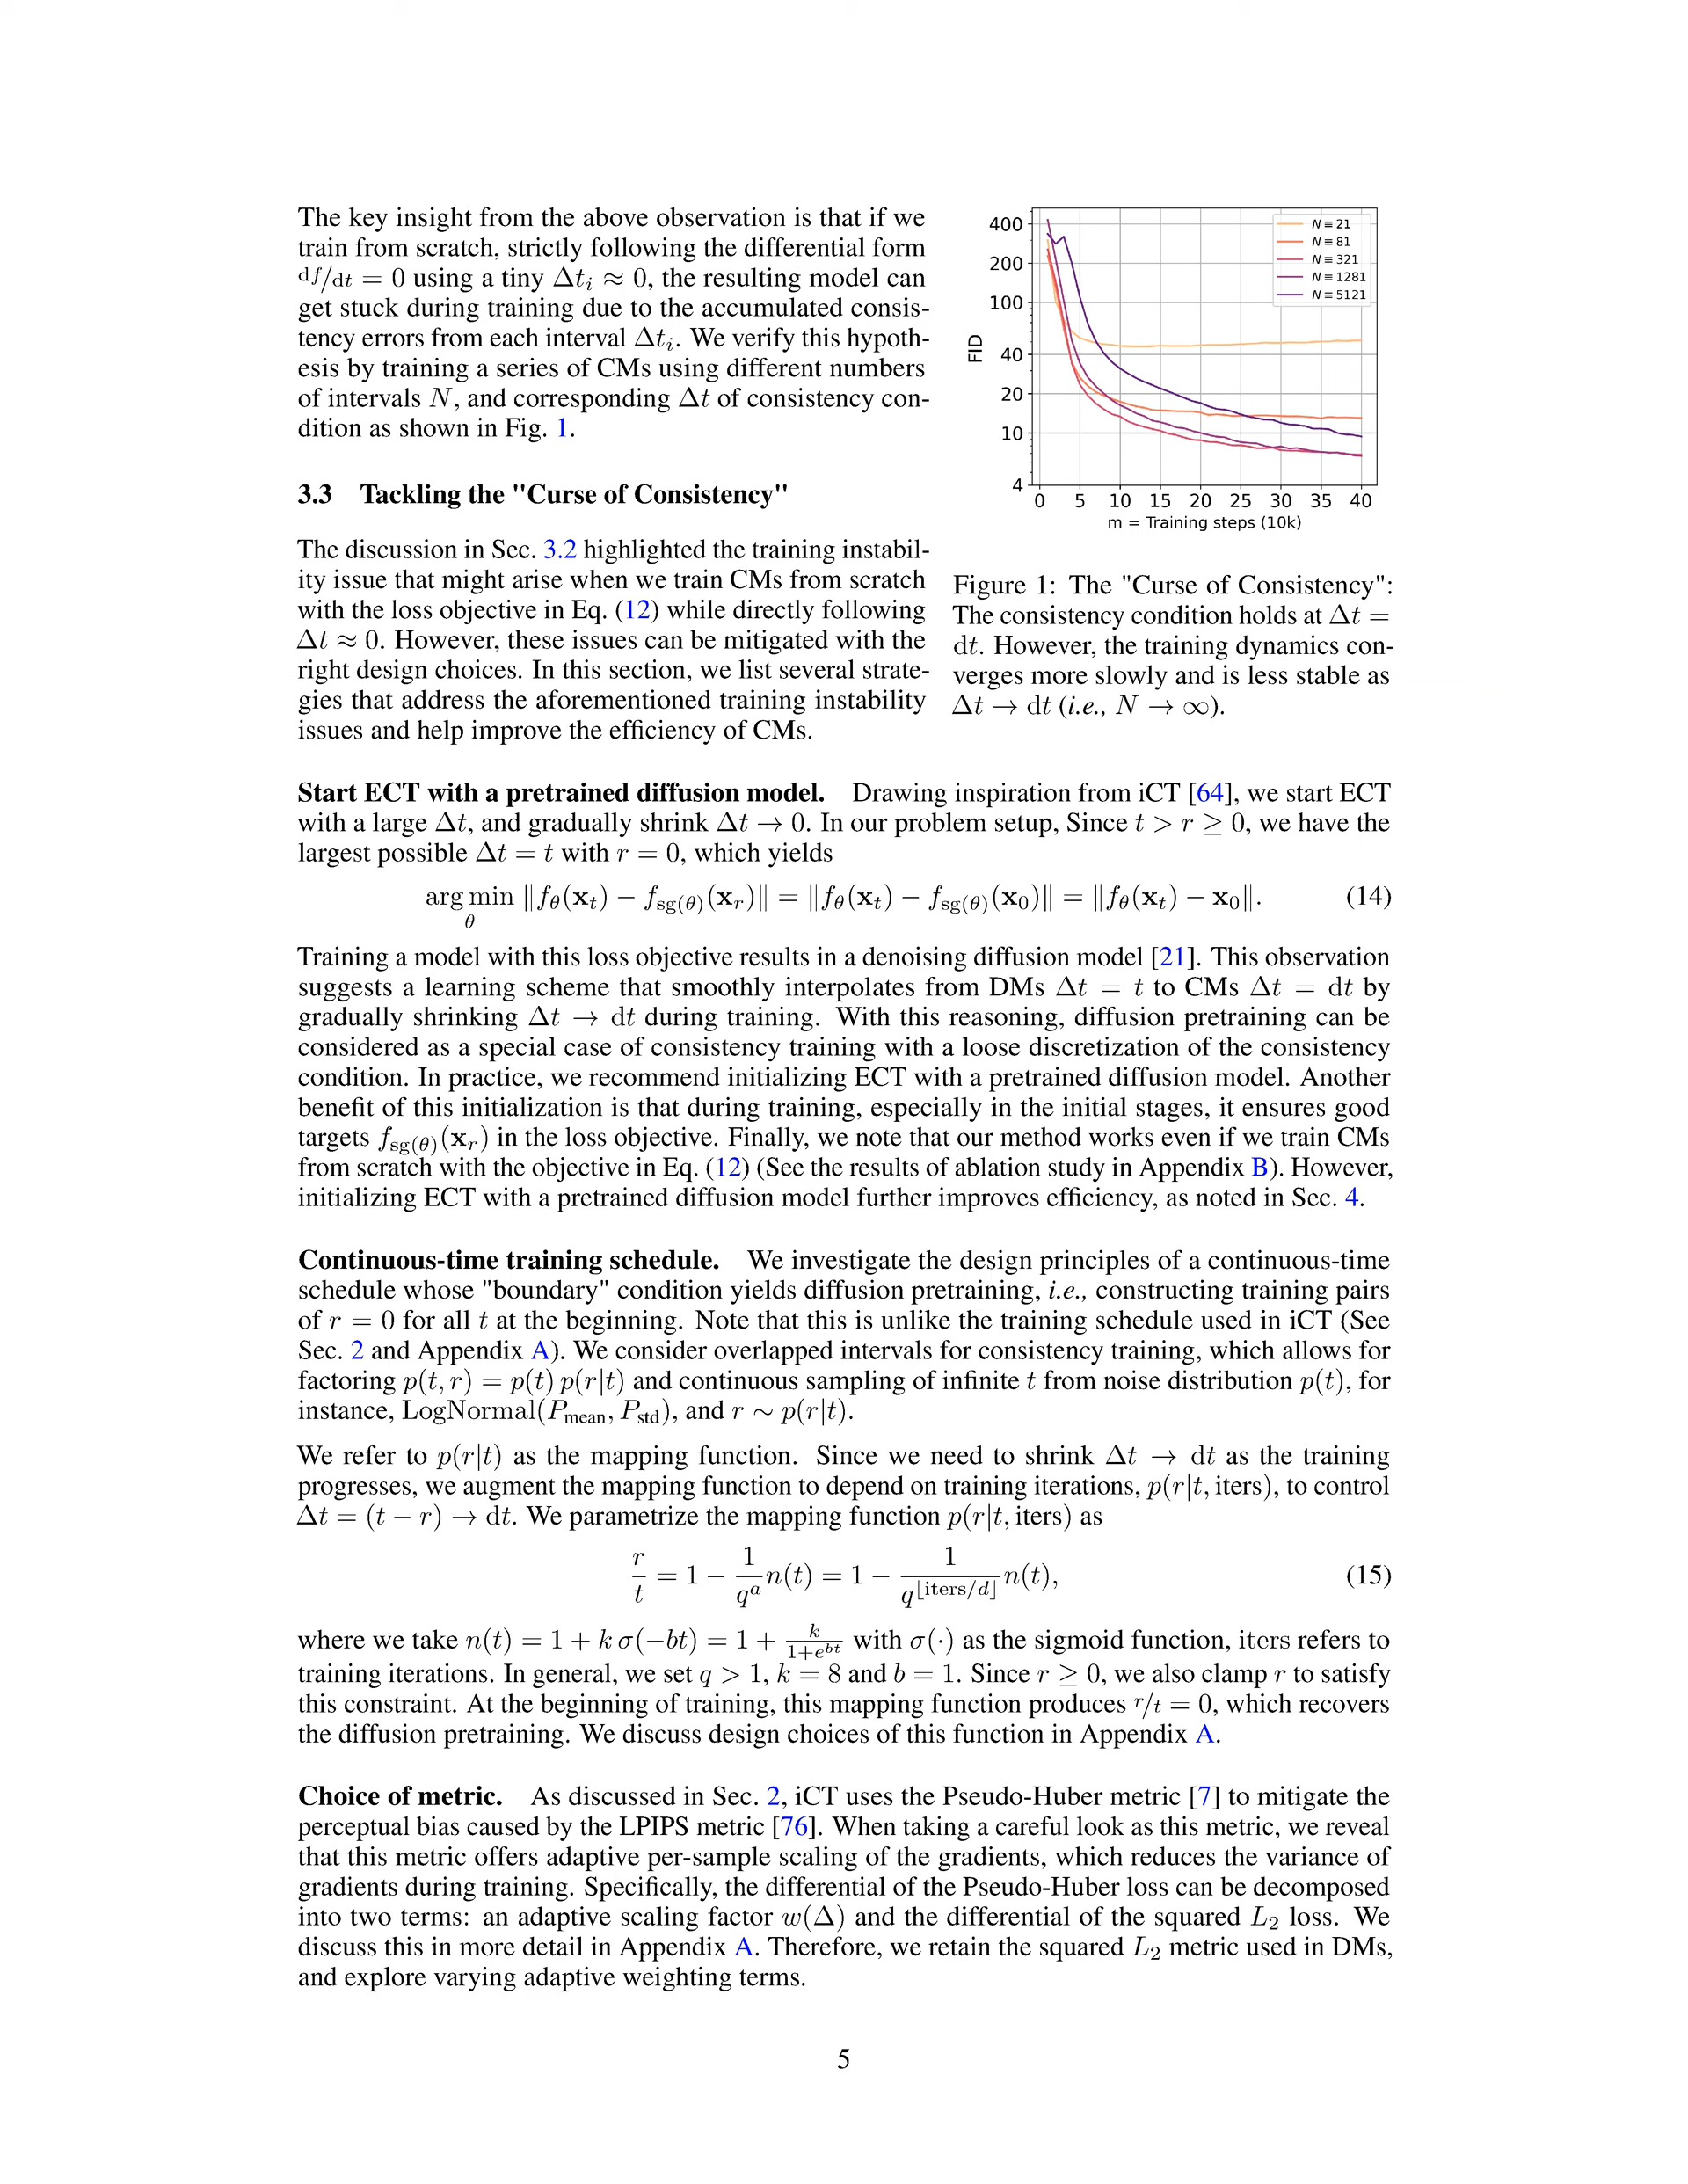 The key insight from the above observation is that if we
train from scratch, strictly following the differential form
df/dt = 0 using a tiny Δtᵢ ≈ 0, the resulting model can
get stuck during training due to the accumulated consis-
tency errors from each interval Δtᵢ. We verify this hypoth-
esis by training a series of CMs using different numbers
of intervals N, and corresponding Δt of consistency con-
dition as shown in Fig. 1.
3.3 Tackling the "Curse of Consistency"
The discussion in Sec. 3.2 highlighted the training instabil-
ity issue that might arise when we train CMs from scratch
with the loss objective in Eq. (12) while directly following
Δt ≈ 0. However, these issues can be mitigated with the
right design choices. In this section, we list several strate-
gies that address the aforementioned training instability
issues and help improve the efficiency of CMs.
400
200
100
40
20
10
4
FID
0 5 10 15 20 25 30 35 40
m = Training steps (10k)
N ≡ 21
N ≡ 81
N ≡ 321
N ≡ 1281
N ≡ 5121
Figure 1: The "Curse of Consistency":
The consistency condition holds at Δt =
dt. However, the training dynamics con-
verges more slowly and is less stable as
Δt → dt (i.e., N → ∞).
Start ECT with a pretrained diffusion model. Drawing inspiration from iCT [64], we start ECT
with a large Δt, and gradually shrink Δt → 0. In our problem setup, Since t > r ≥ 0, we have the
largest possible Δt = t with r = 0, which yields
arg min_θ ‖f_θ(x_t) − f_sg(θ)(x_r)‖ = ‖f_θ(x_t) − f_sg(θ)(x_0)‖ = ‖f_θ(x_t) − x_0‖. (14)
Training a model with this loss objective results in a denoising diffusion model [21]. This observation
suggests a learning scheme that smoothly interpolates from DMs Δt = t to CMs Δt = dt by
gradually shrinking Δt → dt during training. With this reasoning, diffusion pretraining can be
considered as a special case of consistency training with a loose discretization of the consistency
condition. In practice, we recommend initializing ECT with a pretrained diffusion model. Another
benefit of this initialization is that during training, especially in the initial stages, it ensures good
targets f_sg(θ)(x_r) in the loss objective. Finally, we note that our method works even if we train CMs
from scratch with the objective in Eq. (12) (See the results of ablation study in Appendix B). However,
initializing ECT with a pretrained diffusion model further improves efficiency, as noted in Sec. 4.
Continuous-time training schedule. We investigate the design principles of a continuous-time
schedule whose "boundary" condition yields diffusion pretraining, i.e., constructing training pairs
of r = 0 for all t at the beginning. Note that this is unlike the training schedule used in iCT (See
Sec. 2 and Appendix A). We consider overlapped intervals for consistency training, which allows for
factoring p(t, r) = p(t) p(r|t) and continuous sampling of infinite t from noise distribution p(t), for
instance, LogNormal(P_mean, P_std), and r ∼ p(r|t).
We refer to p(r|t) as the mapping function. Since we need to shrink Δt → dt as the training
progresses, we augment the mapping function to depend on training iterations, p(r|t, iters), to control
Δt = (t − r) → dt. We parametrize the mapping function p(r|t, iters) as
r/t = 1 − 1/q^a n(t) = 1 − 1/q^⌊iters/d⌋ n(t), (15)
where we take n(t) = 1 + k σ(−bt) = 1 + k/(1+e^bt) with σ(·) as the sigmoid function, iters refers to
training iterations. In general, we set q > 1, k = 8 and b = 1. Since r ≥ 0, we also clamp r to satisfy
this constraint. At the beginning of training, this mapping function produces r/t = 0, which recovers
the diffusion pretraining. We discuss design choices of this function in Appendix A.
Choice of metric. As discussed in Sec. 2, iCT uses the Pseudo-Huber metric [7] to mitigate the
perceptual bias caused by the LPIPS metric [76]. When taking a careful look as this metric, we reveal
that this metric offers adaptive per-sample scaling of the gradients, which reduces the variance of
gradients during training. Specifically, the differential of the Pseudo-Huber loss can be decomposed
into two terms: an adaptive scaling factor w(Δ) and the differential of the squared L₂ loss. We
discuss this in more detail in Appendix A. Therefore, we retain the squared L₂ metric used in DMs,
and explore varying adaptive weighting terms.
5